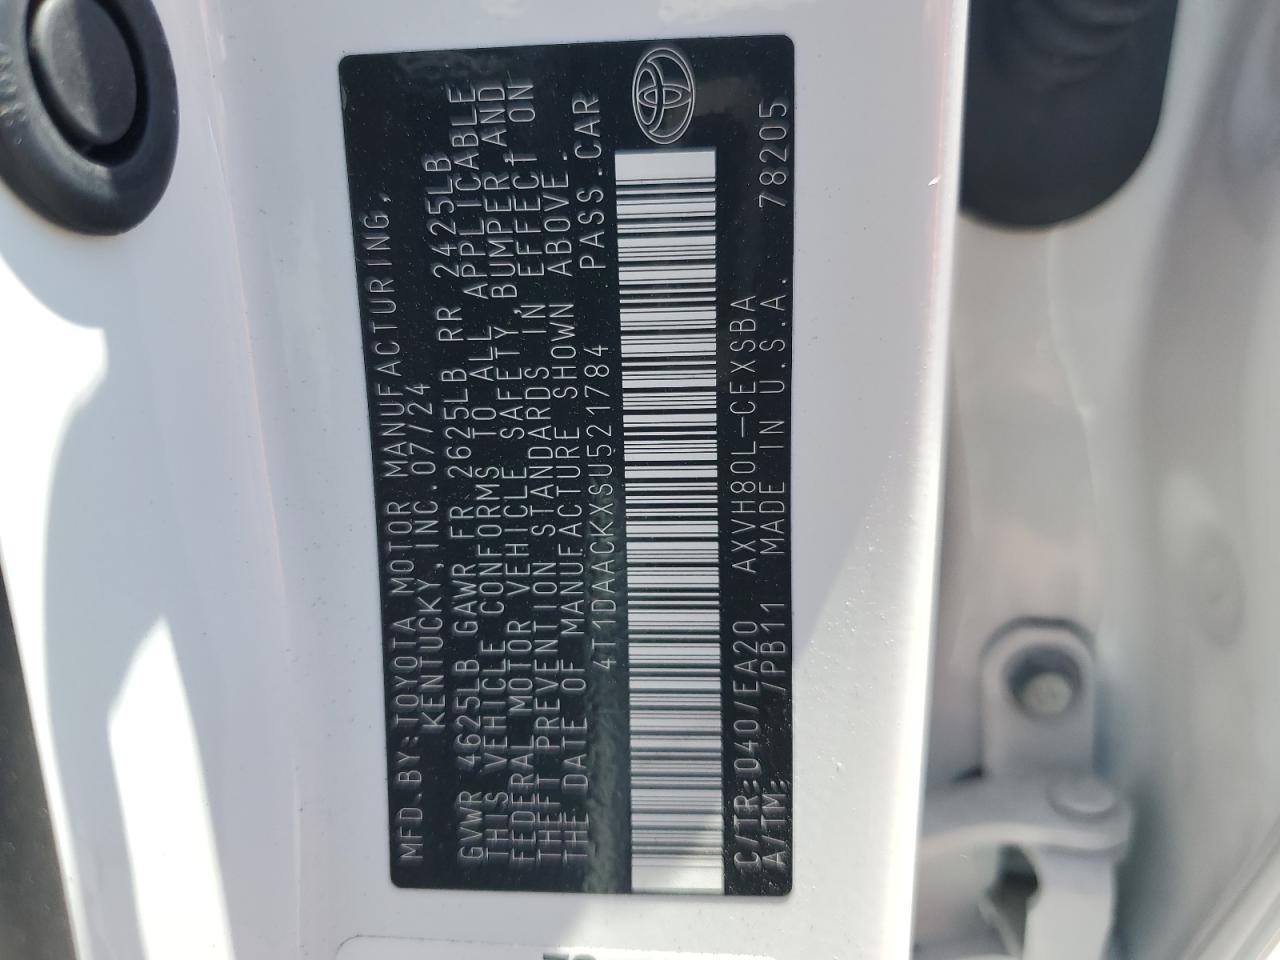 MFD.BY:TOYOTA MOTOR MANUFACTURING,
KENTUCKY,INC.07/24
GVWR 4625LB GAWR FR 2625LB RR 2425LB
THIS VEHICLE CONFORMS TO ALL APPLICABLE
FEDERAL MOTOR VEHICLE SAFETY,BUMPER,AND
THEFT PREVENTION STANDARDS IN EFFECT ON
THE DATE OF MANUFACTURE SHOWN ABOVE.
4T1DAACKXSU521784 PASS.CAR
C/TR:040/EA20 AXVH80L-CEXSBA
A/TM: /PB11 MADE IN U.S.A. 78205